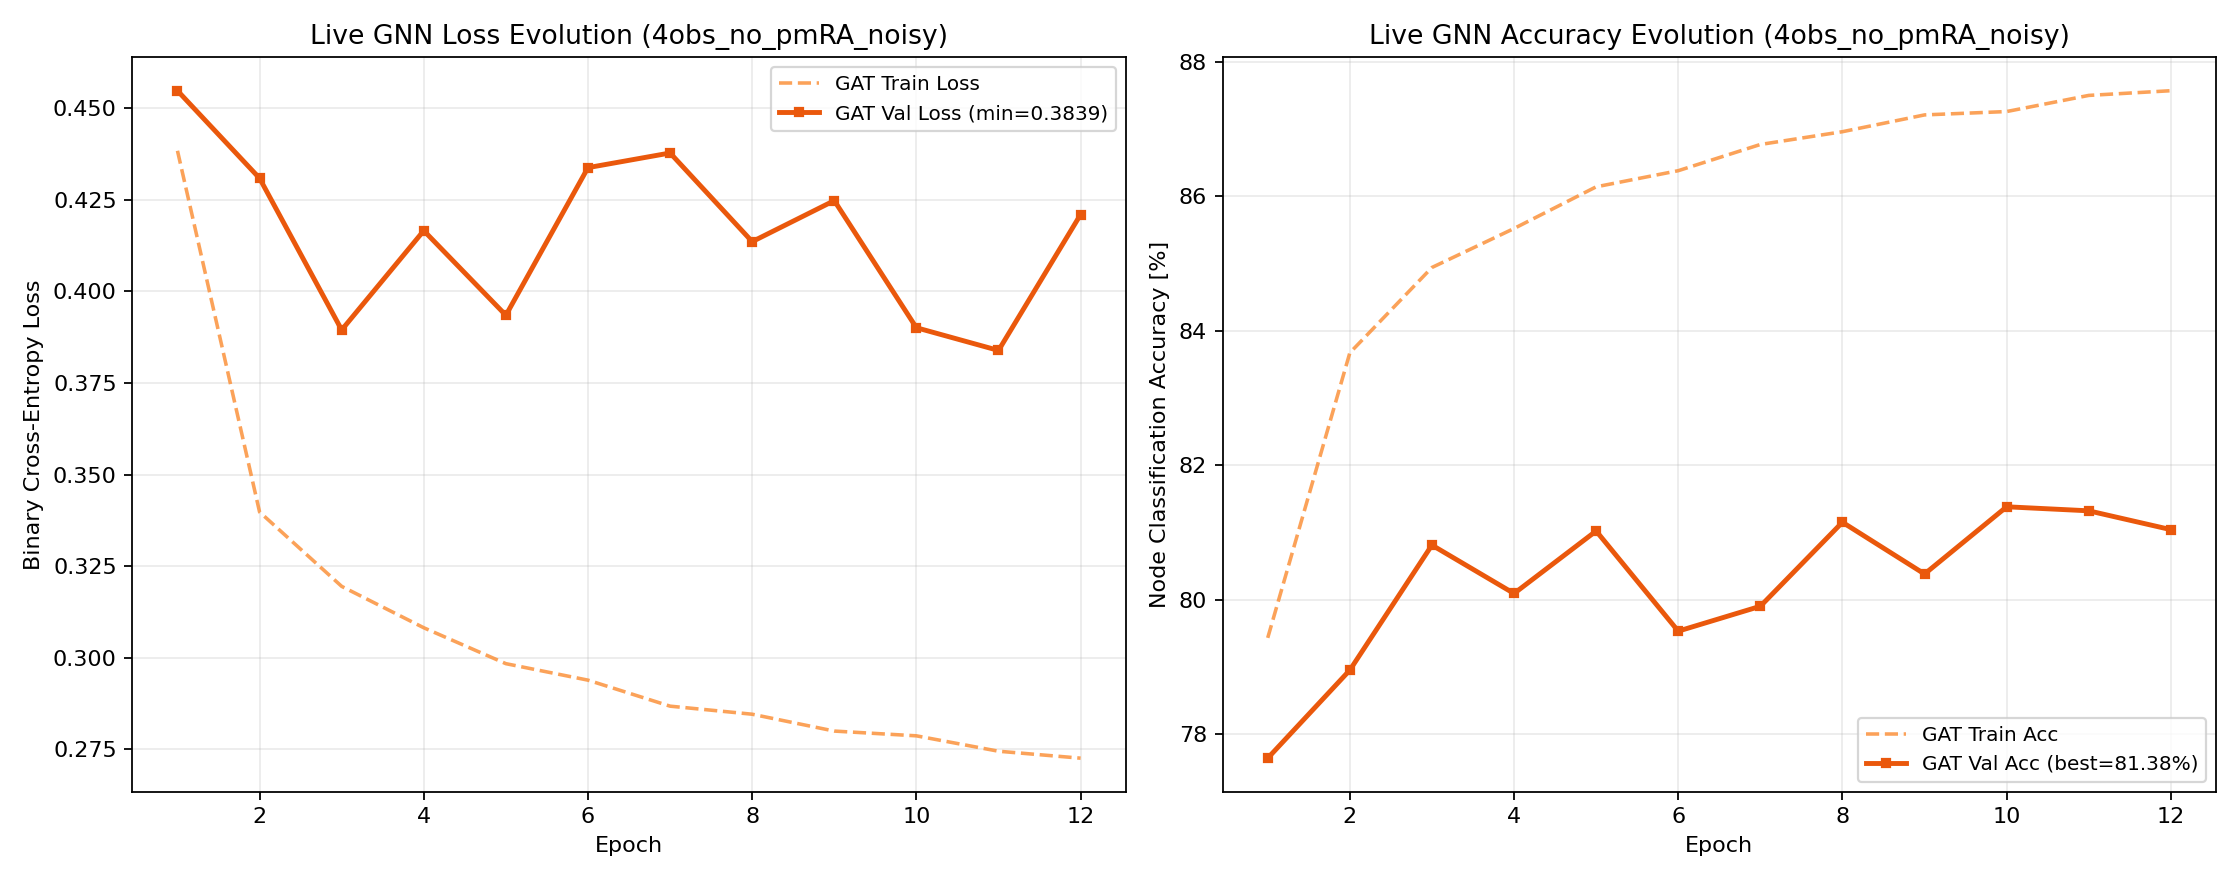 Live GNN Loss Evolution (4obs_no_pmRA_noisy)
GAT Train Loss
GAT Val Loss (min=0.3839)
Binary Cross-Entropy Loss
0.450
0.425
0.400
0.375
0.350
0.325
0.300
0.275
2 4 6 8 10 12
Epoch
Live GNN Accuracy Evolution (4obs_no_pmRA_noisy)
Node Classification Accuracy [%]
88
86
84
82
80
78
GAT Train Acc
GAT Val Acc (best=81.38%)
2 4 6 8 10 12
Epoch